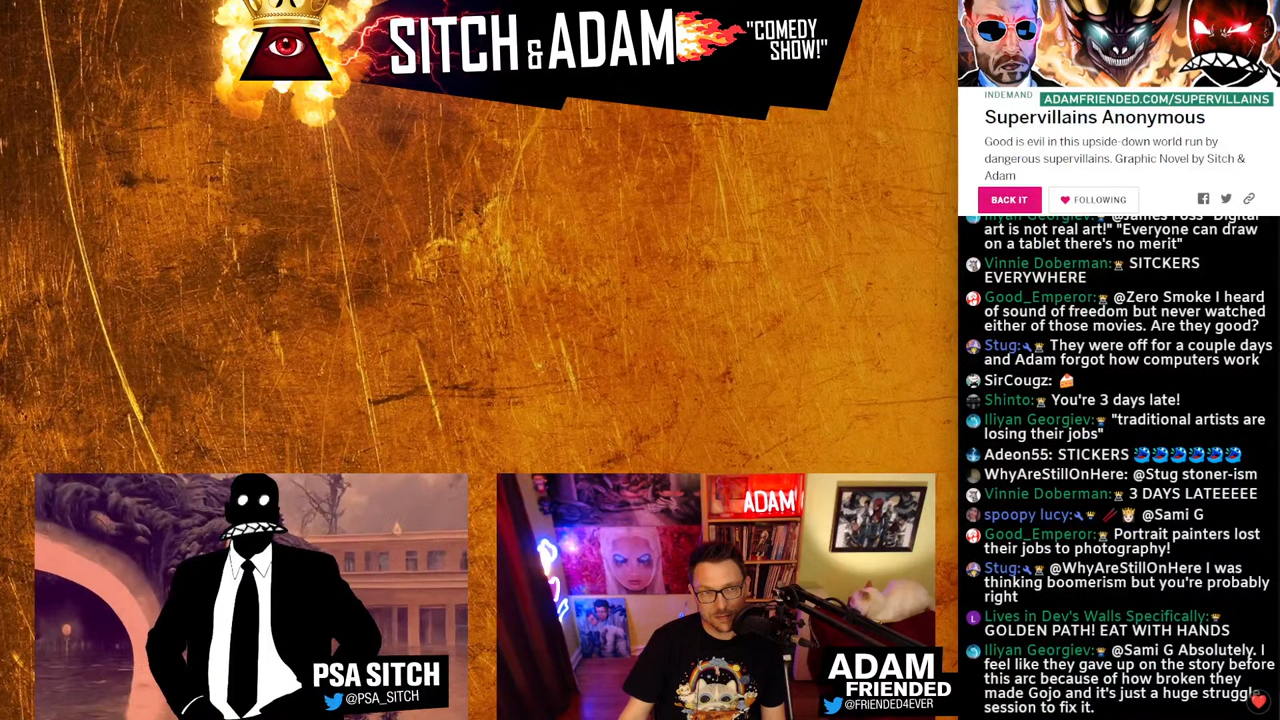 SITCH & ADAM
"COMEDY
SHOW!"
INDEMAND
ADAMFRIENDED.COM/SUPERVILLAINS
Supervillains Anonymous
Good is evil in this upside-down world run by
dangerous supervillains. Graphic Novel by Sitch &
Adam
BACK IT
FOLLOWING
Iliyan Georgiev: @James Foss "Digital
art is not real art!" "Everyone can draw
on a tablet there's no merit"
Vinnie Doberman: SITCKERS
EVERYWHERE
Good_Emperor: @Zero Smoke I heard
of sound of freedom but never watched
either of those movies. Are they good?
Stug: They were off for a couple days
and Adam forgot how computers work
SirCougz:
Shinto: You're 3 days late!
Iliyan Georgiev: "traditional artists are
losing their jobs"
Adeon55: STICKERS
WhyAreStillOnHere: @Stug stoner-ism
Vinnie Doberman: 3 DAYS LATEEEEE
spoopy lucy: @Sami G
Good_Emperor: Portrait painters lost
their jobs to photography!
Stug: @WhyAreStillOnHere I was
thinking boomerism but you're probably
right
Lives in Dev's Walls Specifically:
GOLDEN PATH! EAT WITH HANDS
Iliyan Georgiev: @Sami G Absolutely. I
feel like they gave up on the story before
this arc because of how broken they
made Gojo and it's just a huge struggle
session to fix it.
PSA SITCH
@PSA_SITCH
ADAM
ADAM
FRIENDED
@FRIENDED4EVER